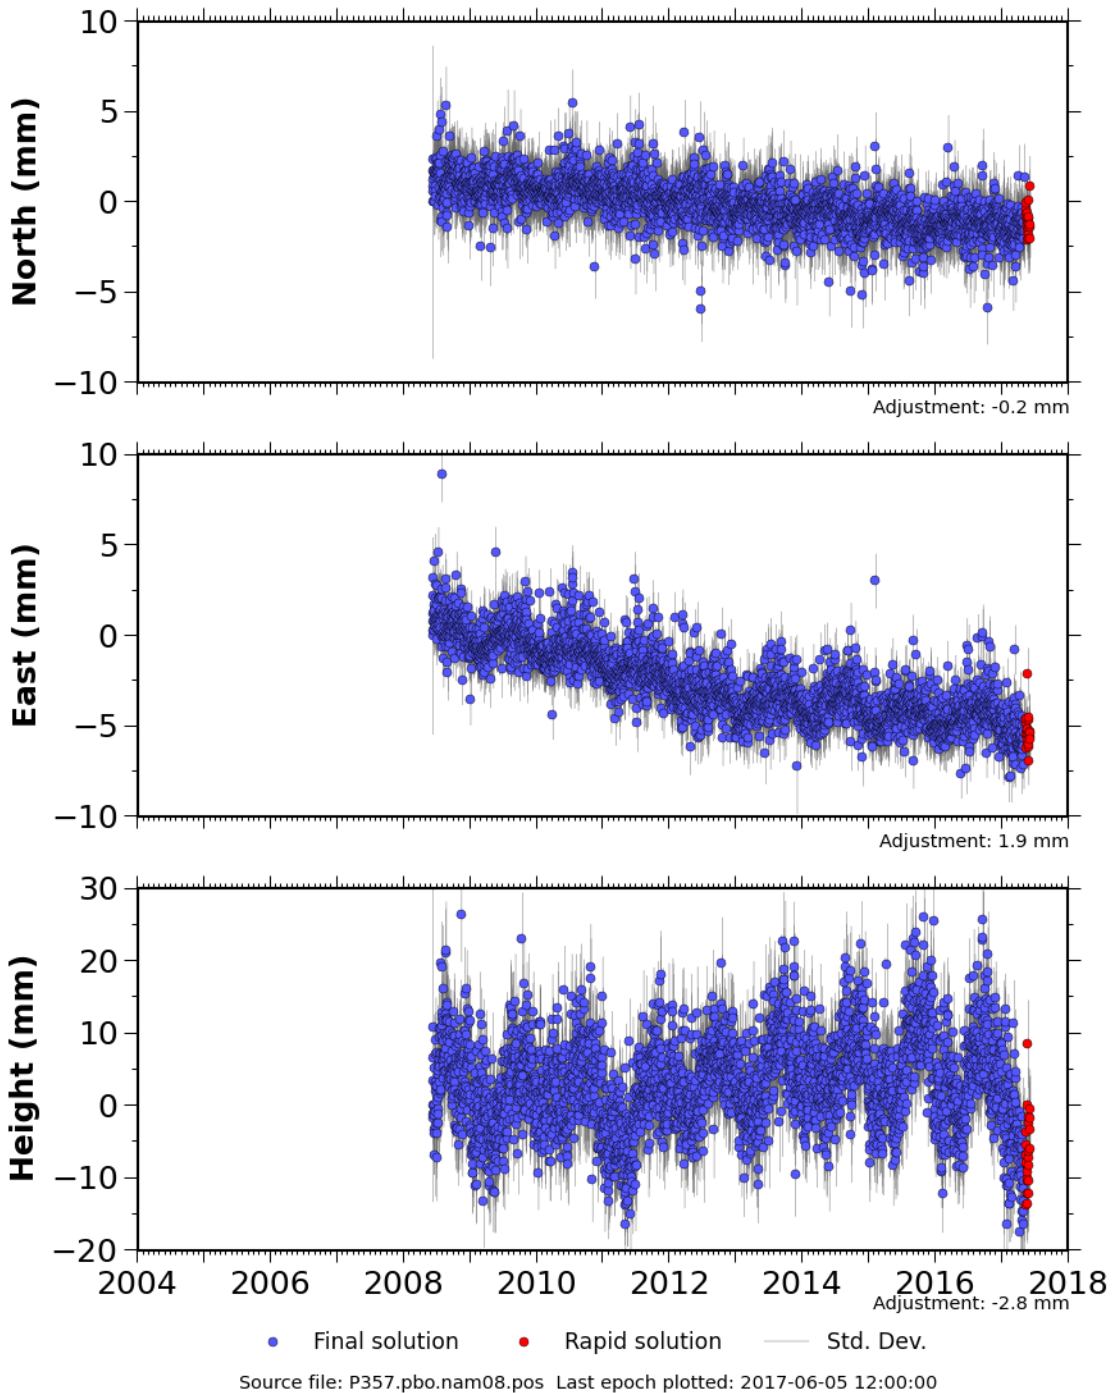 10
5
0
−5
−10
North (mm)
Adjustment: -0.2 mm
10
5
0
−5
−10
East (mm)
Adjustment: 1.9 mm
30
20
10
0
−10
−20
Height (mm)
2004 2006 2008 2010 2012 2014 2016 2018
Adjustment: -2.8 mm
Final solution Rapid solution Std. Dev.
Source file: P357.pbo.nam08.pos Last epoch plotted: 2017-06-05 12:00:00